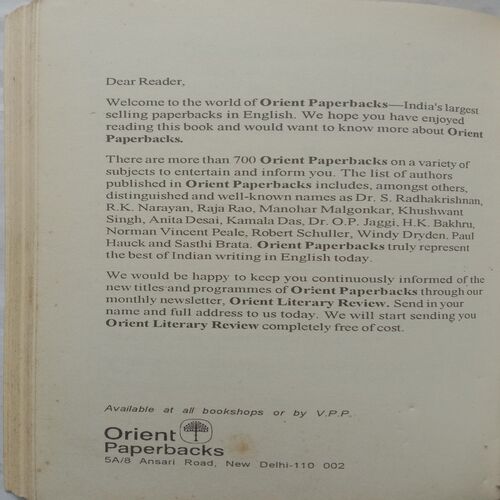 Dear Reader,
Welcome to the world of Orient Paperbacks—India's largest
selling paperbacks in English. We hope you have enjoyed
reading this book and would want to know more about Orient
Paperbacks.
There are more than 700 Orient Paperbacks on a variety of
subjects to entertain and inform you. The list of authors
published in Orient Paperbacks includes, amongst others,
distinguished and well-known names as Dr. S. Radhakrishnan,
R.K. Narayan, Raja Rao, Manohar Malgonkar, Khushwant
Singh, Anita Desai, Kamala Das, Dr. O.P. Jaggi, H.K. Bakhru,
Norman Vincent Peale, Robert Schuller, Windy Dryden. Paul
Hauck and Sasthi Brata. Orient Paperbacks truly represent
the best of Indian writing in English today.
We would be happy to keep you continuously informed of the
new titles and programmes of Orient Paperbacks through our
monthly newsletter, Orient Literary Review. Send in your
name and full address to us today. We will start sending you
Orient Literary Review completely free of cost.
Available at all bookshops or by V.P.P.
Orient
Paperbacks
5A/8 Ansari Road, New Delhi-110 002